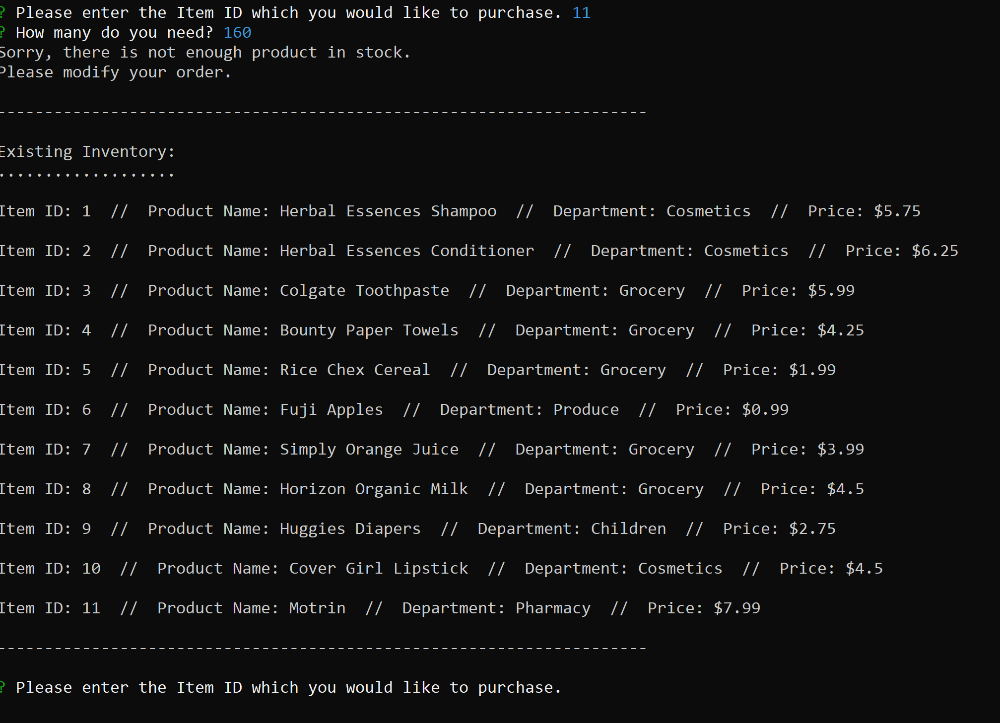 ? Please enter the Item ID which you would like to purchase. 11
? How many do you need? 160
Sorry, there is not enough product in stock.
Please modify your order.
---------------------------------------------------------------------
Existing Inventory:
...................
Item ID: 1  //  Product Name: Herbal Essences Shampoo  //  Department: Cosmetics  //  Price: $5.75
Item ID: 2  //  Product Name: Herbal Essences Conditioner  //  Department: Cosmetics  //  Price: $6.25
Item ID: 3  //  Product Name: Colgate Toothpaste  //  Department: Grocery  //  Price: $5.99
Item ID: 4  //  Product Name: Bounty Paper Towels  //  Department: Grocery  //  Price: $4.25
Item ID: 5  //  Product Name: Rice Chex Cereal  //  Department: Grocery  //  Price: $1.99
Item ID: 6  //  Product Name: Fuji Apples  //  Department: Produce  //  Price: $0.99
Item ID: 7  //  Product Name: Simply Orange Juice  //  Department: Grocery  //  Price: $3.99
Item ID: 8  //  Product Name: Horizon Organic Milk  //  Department: Grocery  //  Price: $4.5
Item ID: 9  //  Product Name: Huggies Diapers  //  Department: Children  //  Price: $2.75
Item ID: 10  //  Product Name: Cover Girl Lipstick  //  Department: Cosmetics  //  Price: $4.5
Item ID: 11  //  Product Name: Motrin  //  Department: Pharmacy  //  Price: $7.99
---------------------------------------------------------------------
? Please enter the Item ID which you would like to purchase.